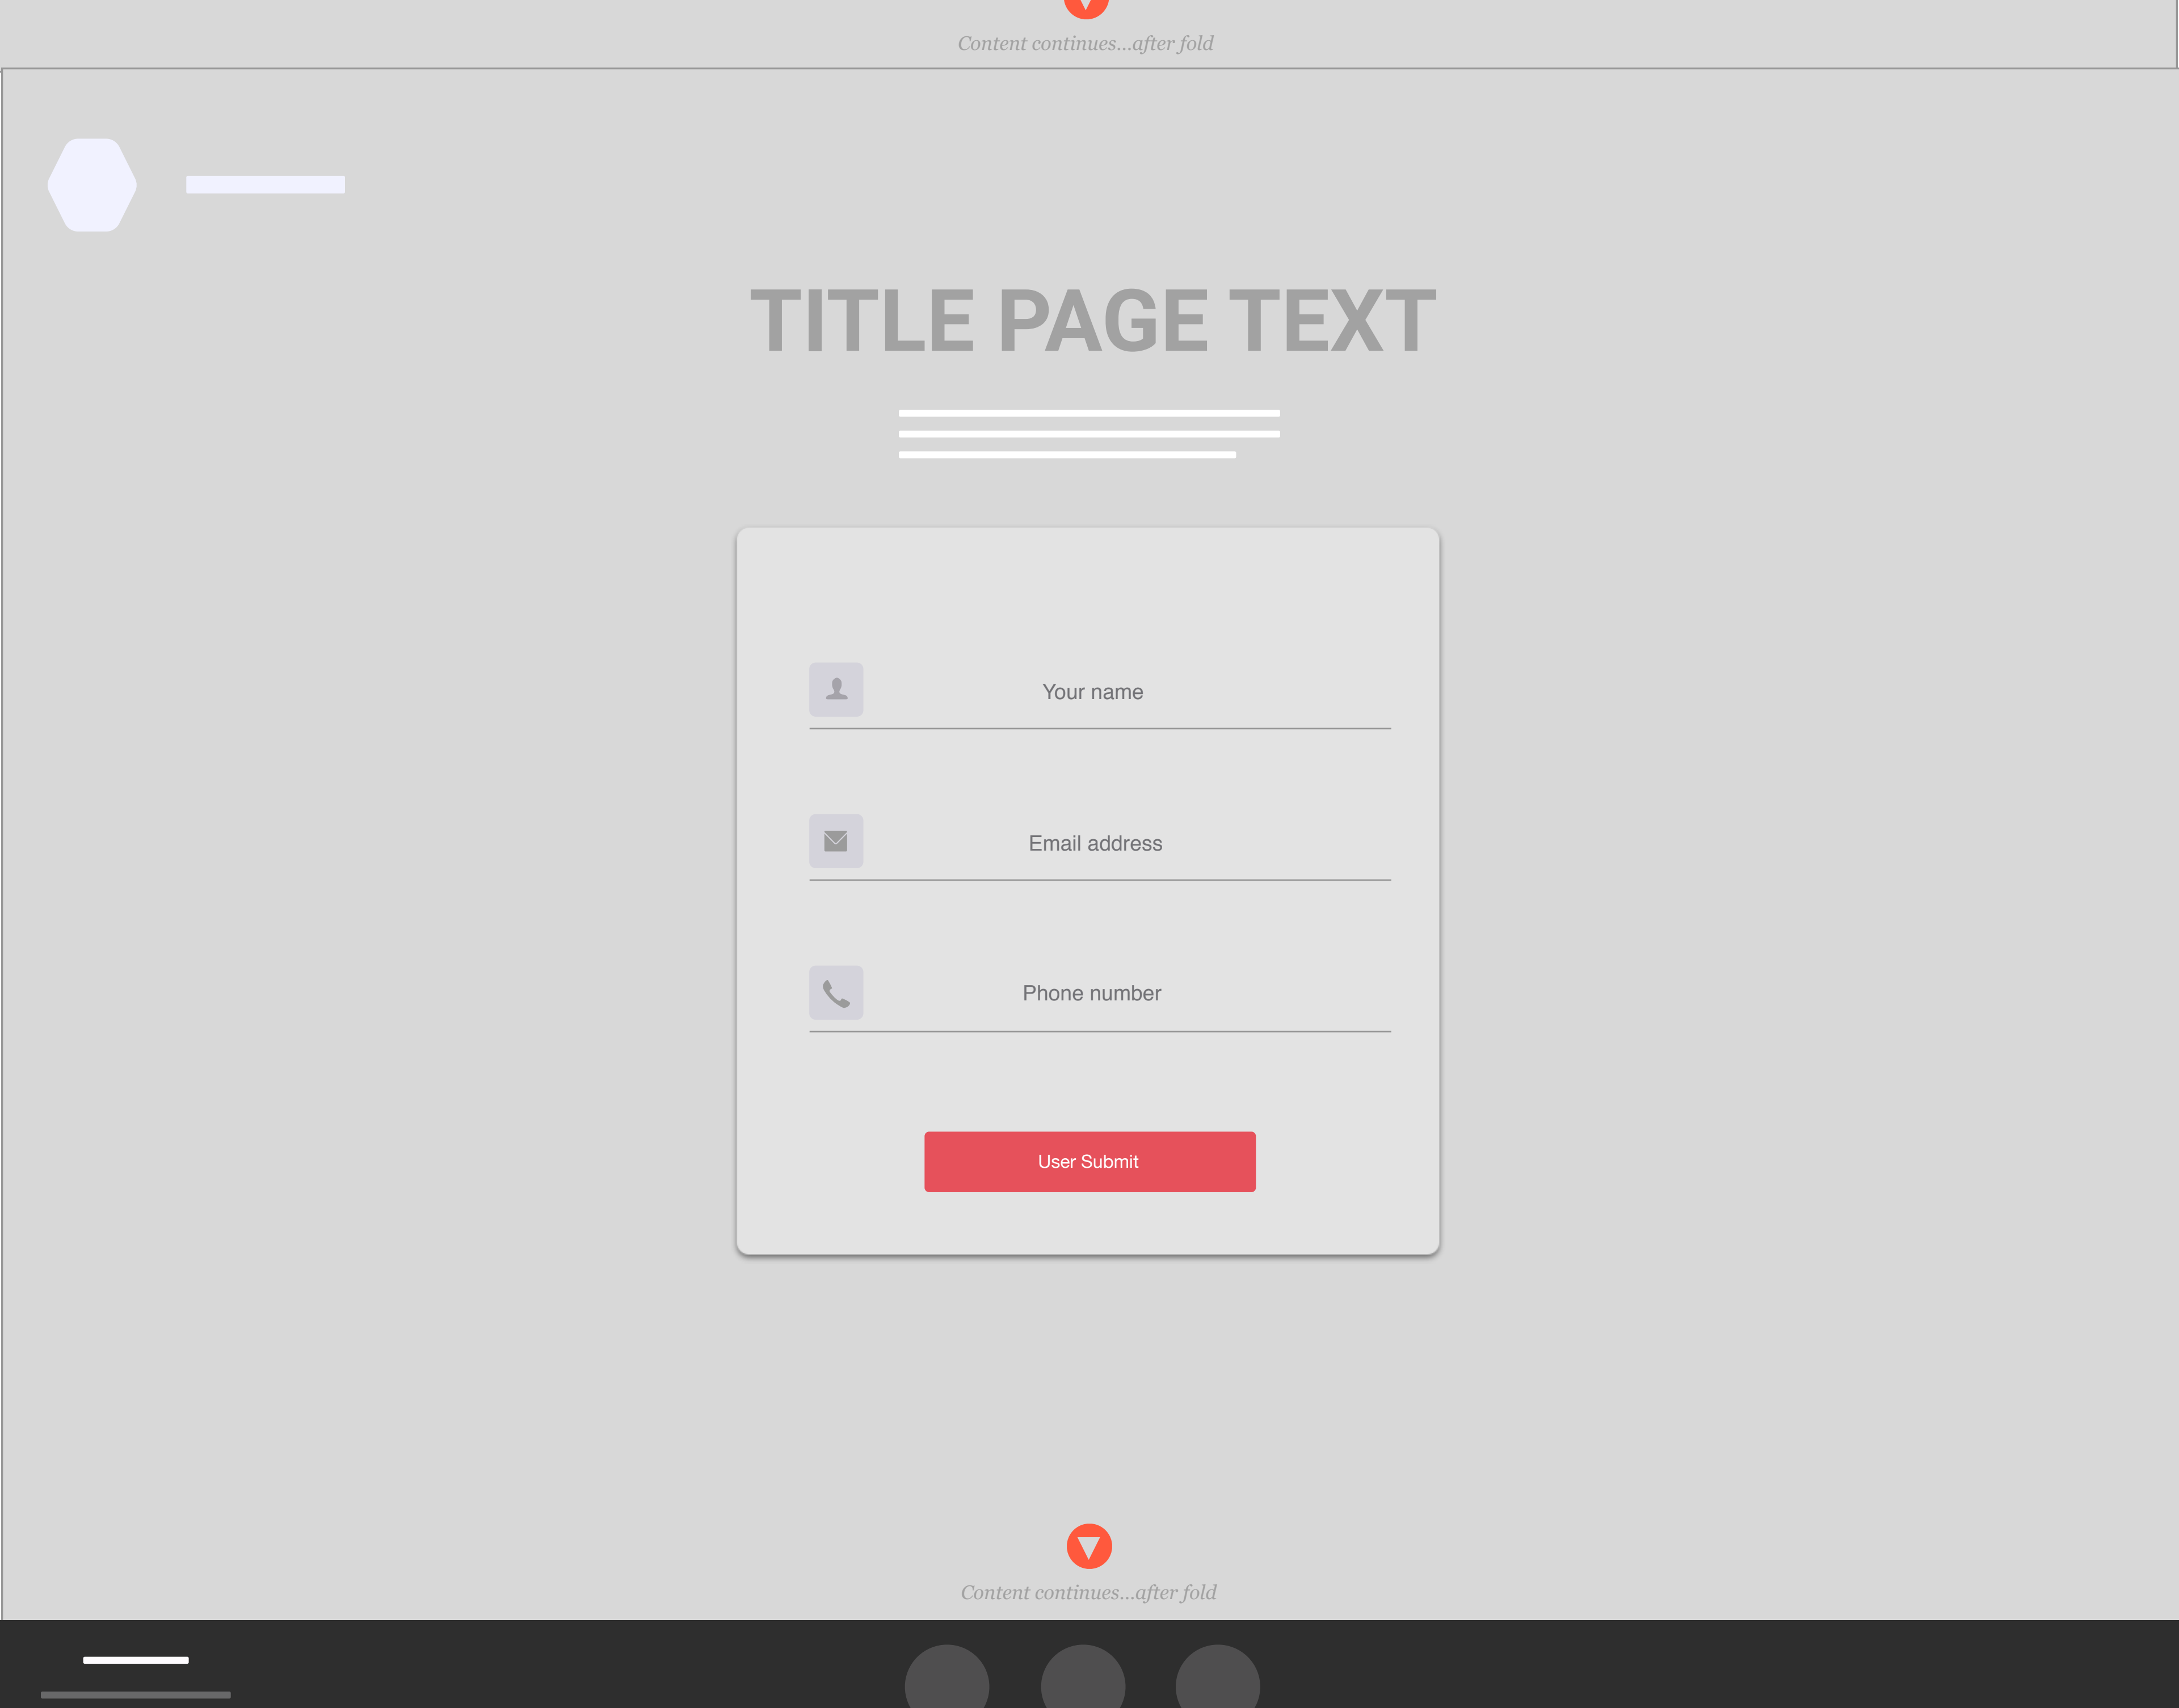 Content continues...after fold
TITLE PAGE TEXT
Your name
Email address
Phone number
User Submit
Content continues...after fold